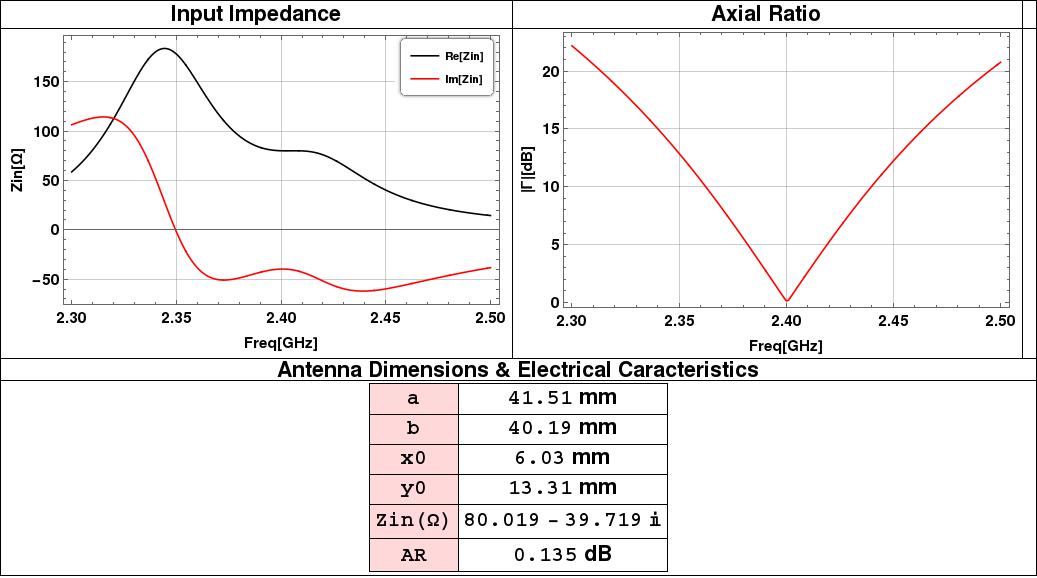 Input Impedance
Axial Ratio
Re[Zin]
Im[Zin]
150
100
50
0
−50
Zin[Ω]
2.30 2.35 2.40 2.45 2.50
Freq[GHz]
20
15
10
5
0
|Γ|[dB]
2.30 2.35 2.40 2.45 2.50
Freq[GHz]
Antenna Dimensions & Electrical Caracteristics
a 41.51 mm
b 40.19 mm
x0 6.03 mm
y0 13.31 mm
Zin(Ω) 80.019 - 39.719 i
AR 0.135 dB